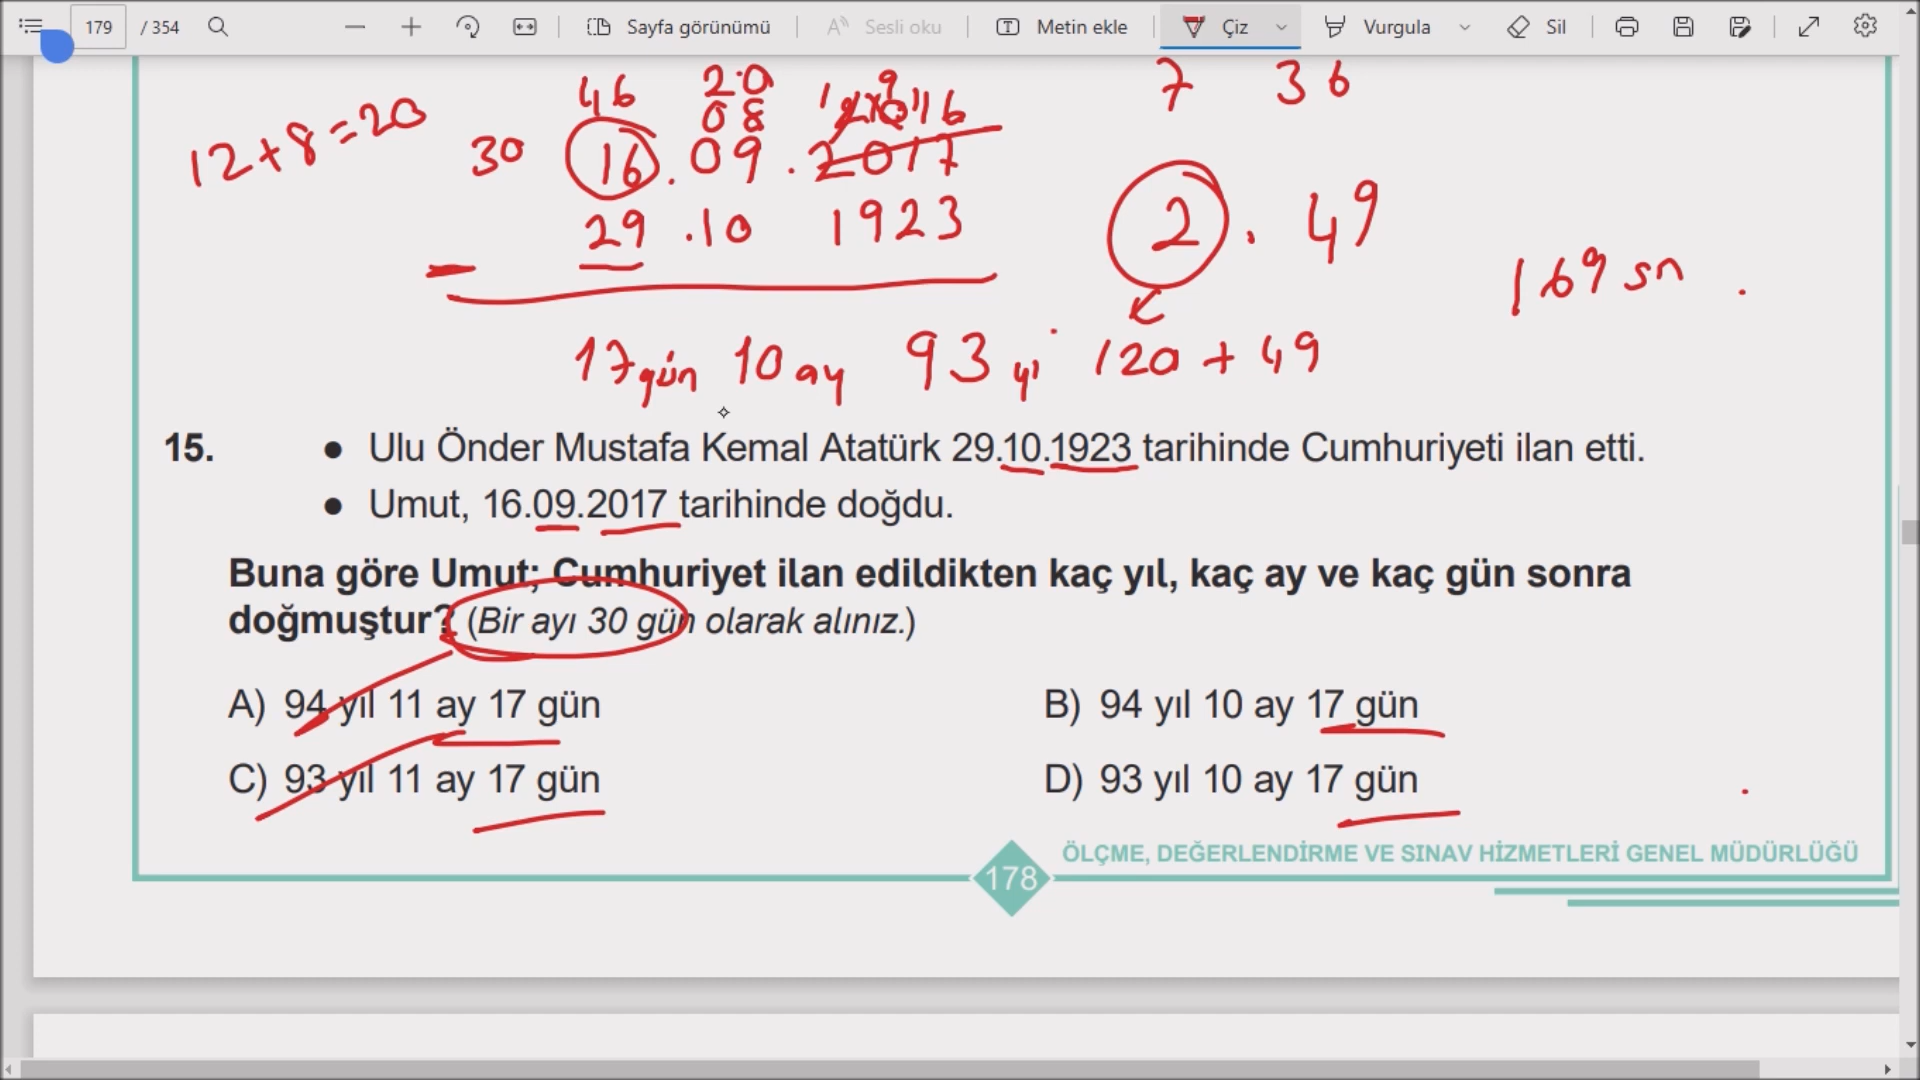 179 / 354 Sayfa görünümü Sesli oku Metin ekle Çiz Vurgula Sil
12+8=20
46 20 9
08 16
30 16.09.2017
29.10 1923
17 gün 10 ay 93 yı
7 36
2. 49
120 + 49
169 sn
15. ● Ulu Önder Mustafa Kemal Atatürk 29.10.1923 tarihinde Cumhuriyeti ilan etti.
● Umut, 16.09.2017 tarihinde doğdu.
Buna göre Umut; Cumhuriyet ilan edildikten kaç yıl, kaç ay ve kaç gün sonra
doğmuştur? (Bir ayı 30 gün olarak alınız.)
A) 94 yıl 11 ay 17 gün
B) 94 yıl 10 ay 17 gün
C) 93 yıl 11 ay 17 gün
D) 93 yıl 10 ay 17 gün
ÖLÇME, DEĞERLENDİRME VE SINAV HİZMETLERİ GENEL MÜDÜRLÜĞÜ
178